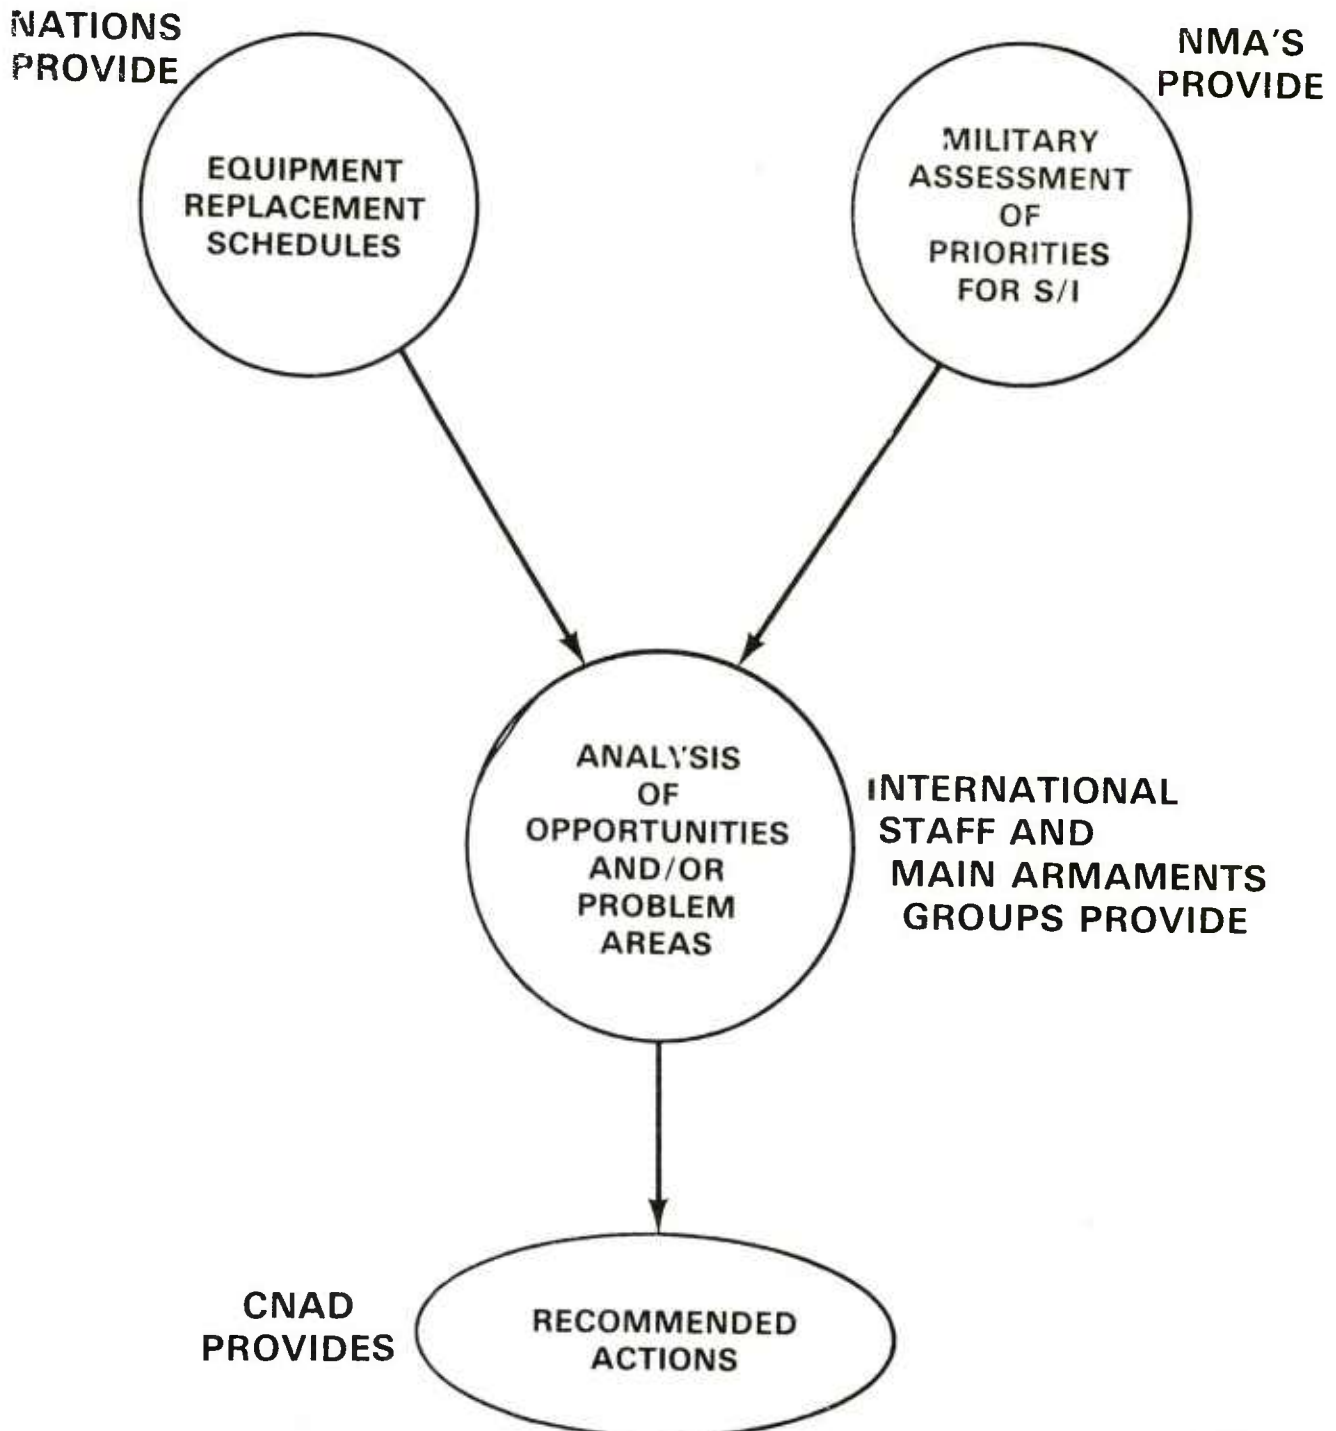 NATIONS
PROVIDE
EQUIPMENT
REPLACEMENT
SCHEDULES
NMA'S
PROVIDE
MILITARY
ASSESSMENT
OF
PRIORITIES
FOR S/I
ANALYSIS
OF
OPPORTUNITIES
AND/OR
PROBLEM
AREAS
INTERNATIONAL
STAFF AND
MAIN ARMAMENTS
GROUPS PROVIDE
CNAD
PROVIDES
RECOMMENDED
ACTIONS